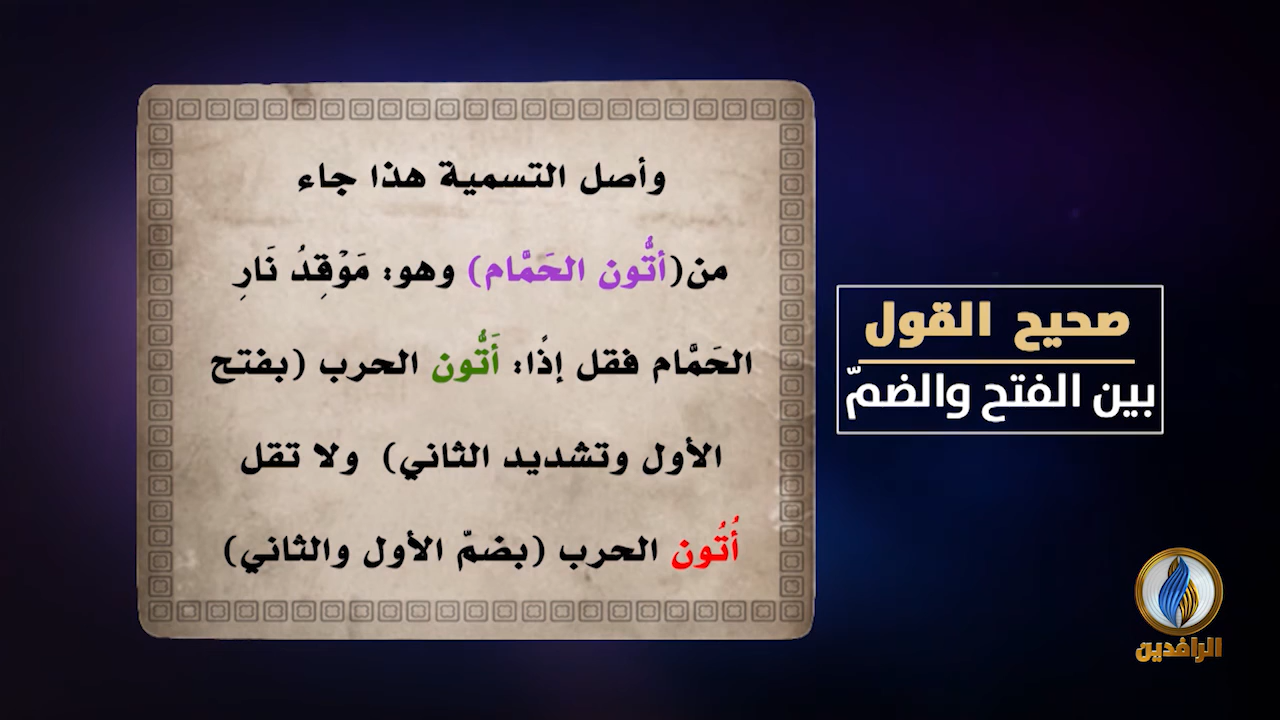 وأصل التسمية هذا جاء
من(أتُّون الحَمَّام) وهو: مَوْقِدُ نَارِ
الحَمَّام فقل إذًا: أَتُّون الحرب (بفتح
الأول وتشديد الثاني) ولا تقل
أُتُون الحرب (بضمّ الأول والثاني)
صحيح القول
بين الفتح والضمّ
الرافدين